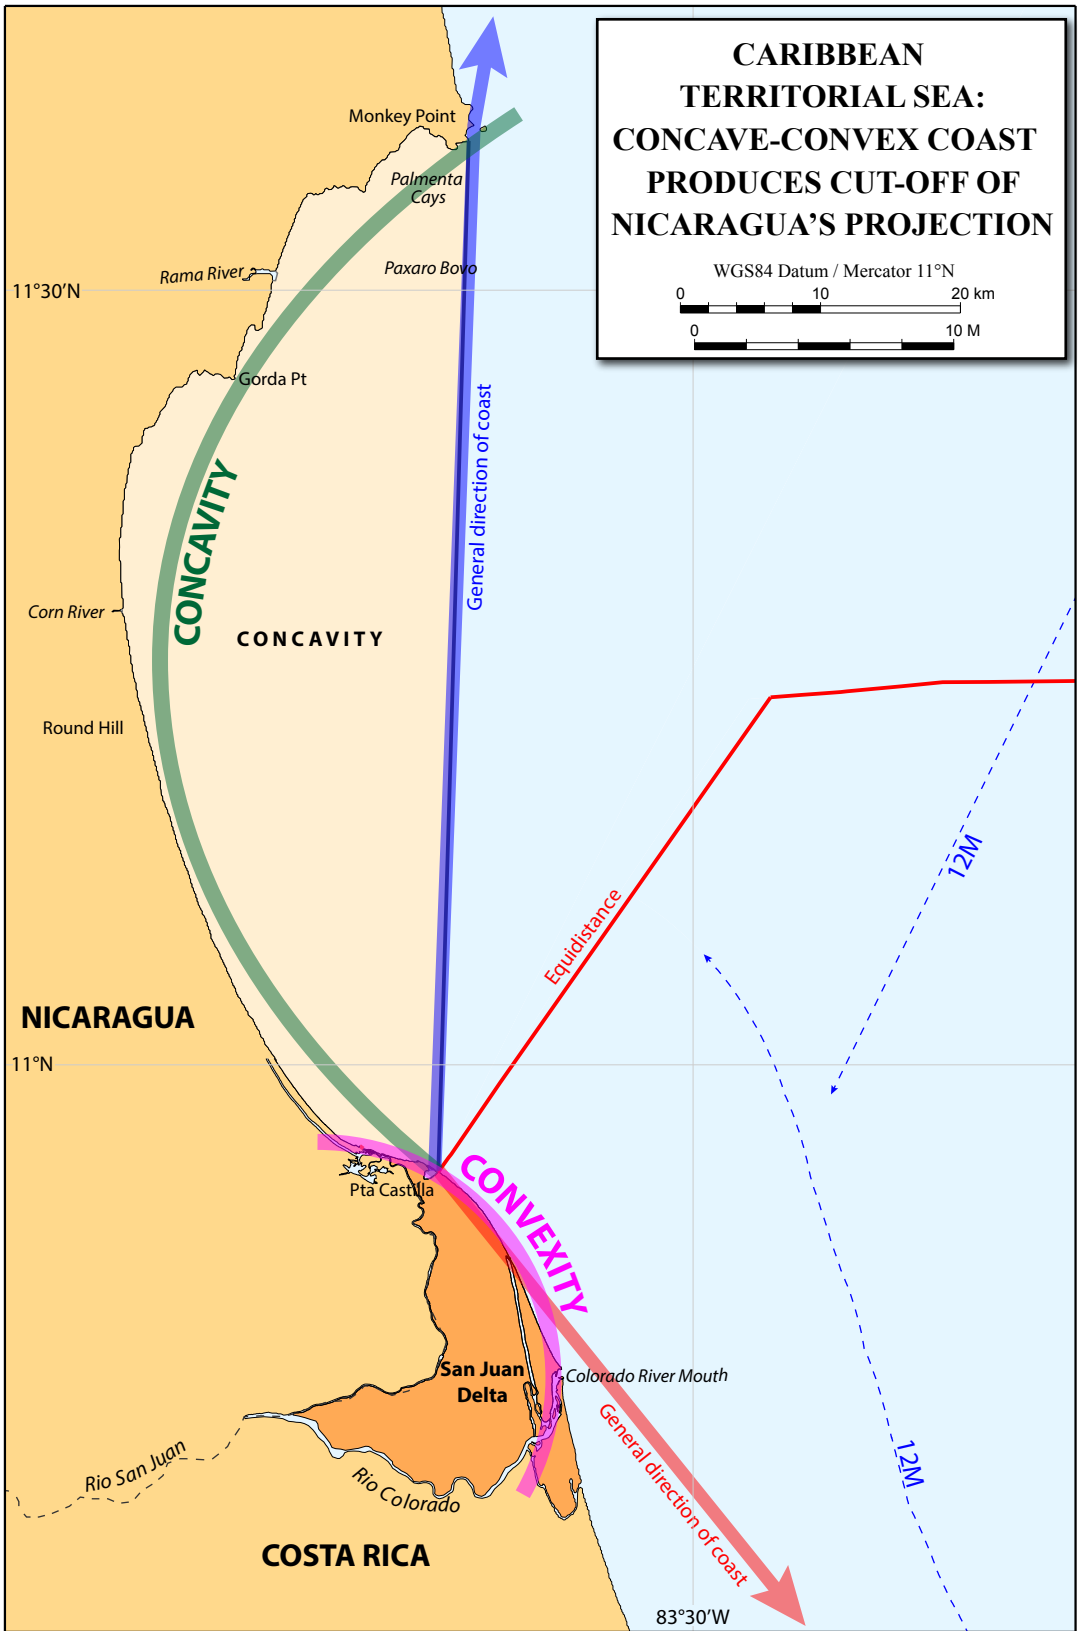 CARIBBEAN
TERRITORIAL SEA:
CONCAVE-CONVEX COAST
PRODUCES CUT-OFF OF
NICARAGUA'S PROJECTION
WGS84 Datum / Mercator 11°N
0 10 20 km
0 10 M
Monkey Point
Palmenta
Cays
Rama River
Paxaro Bovo
11°30'N
Gorda Pt
General direction of coast
CONCAVITY
Corn River
CONCAVITY
Round Hill
12M
Equidistance
NICARAGUA
11°N
Pta Castilla
CONVEXITY
San Juan
Delta
Colorado River Mouth
General direction of coast
12M
Rio San Juan
Rio Colorado
COSTA RICA
83°30'W